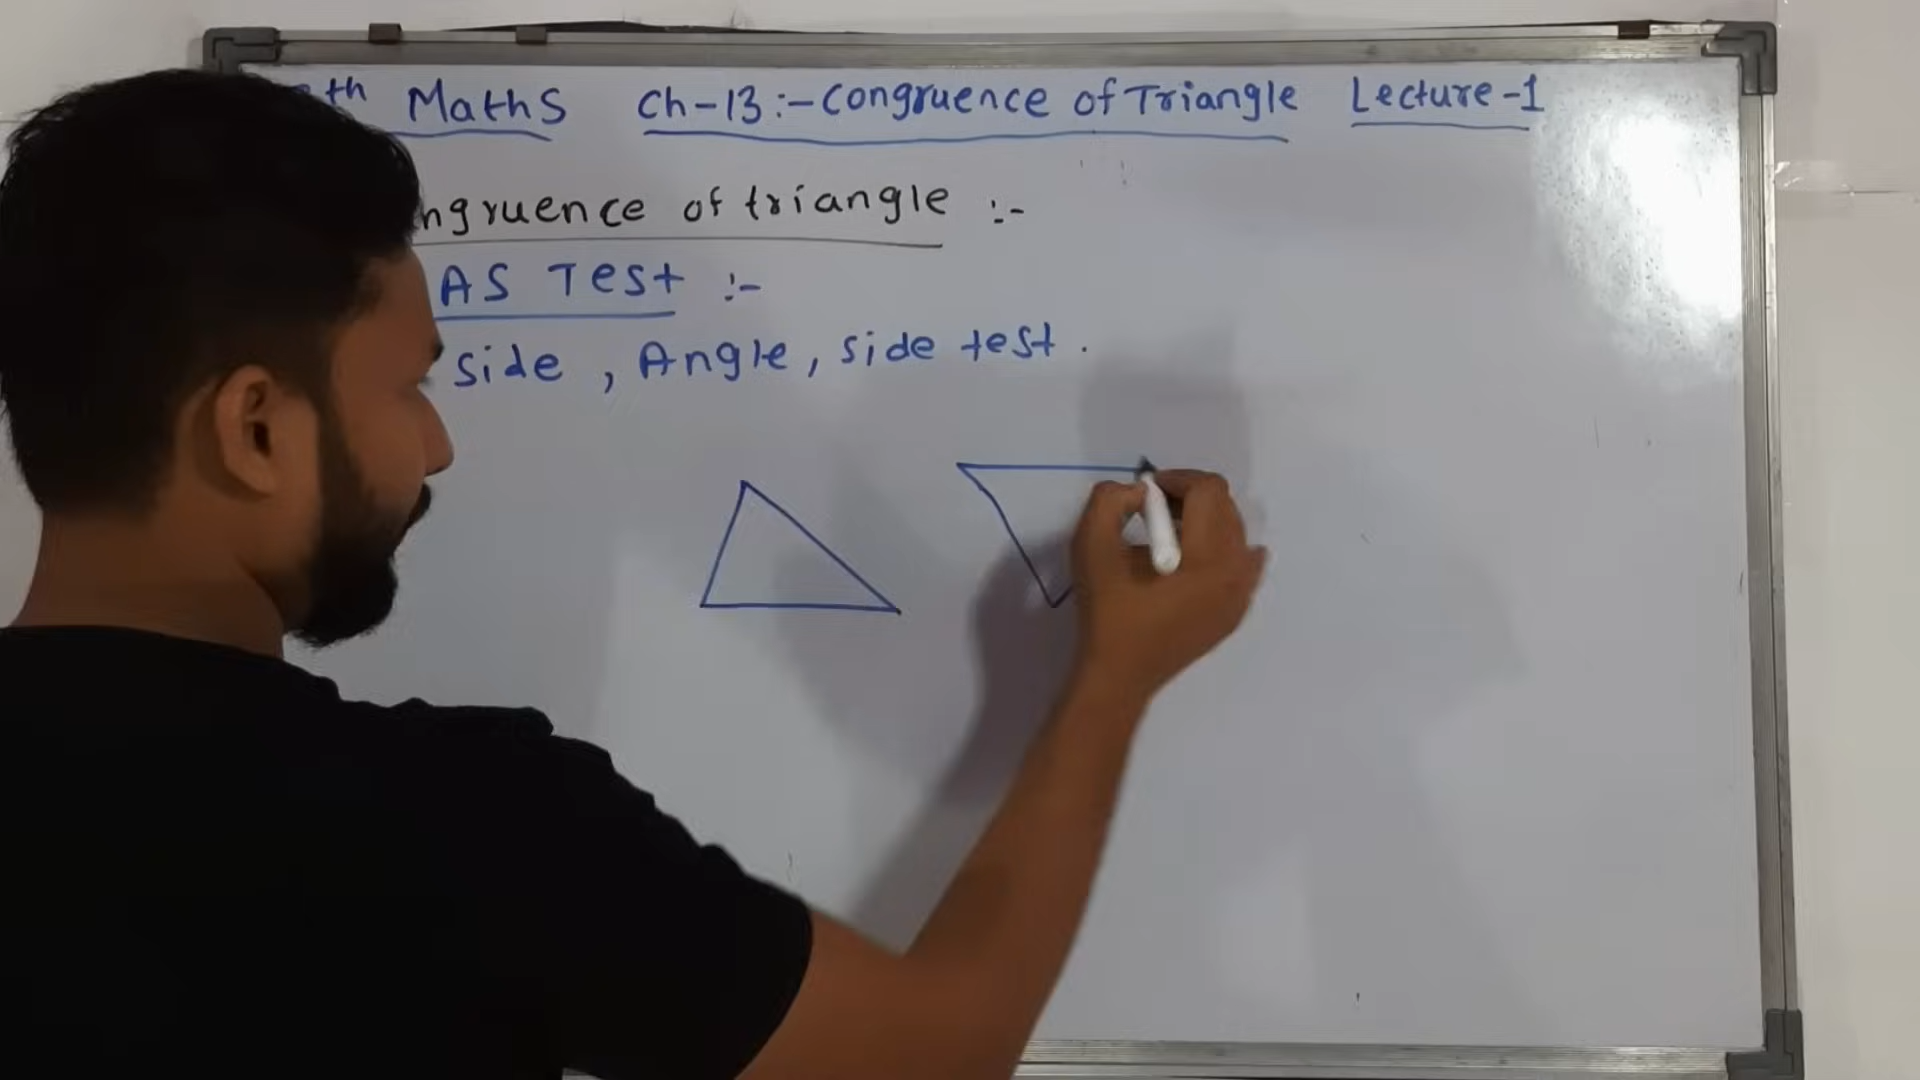 th Maths Ch-13:-Congruence of Triangle Lecture-1
ngruence of triangle :-
AS Test :-
side, Angle, side test.